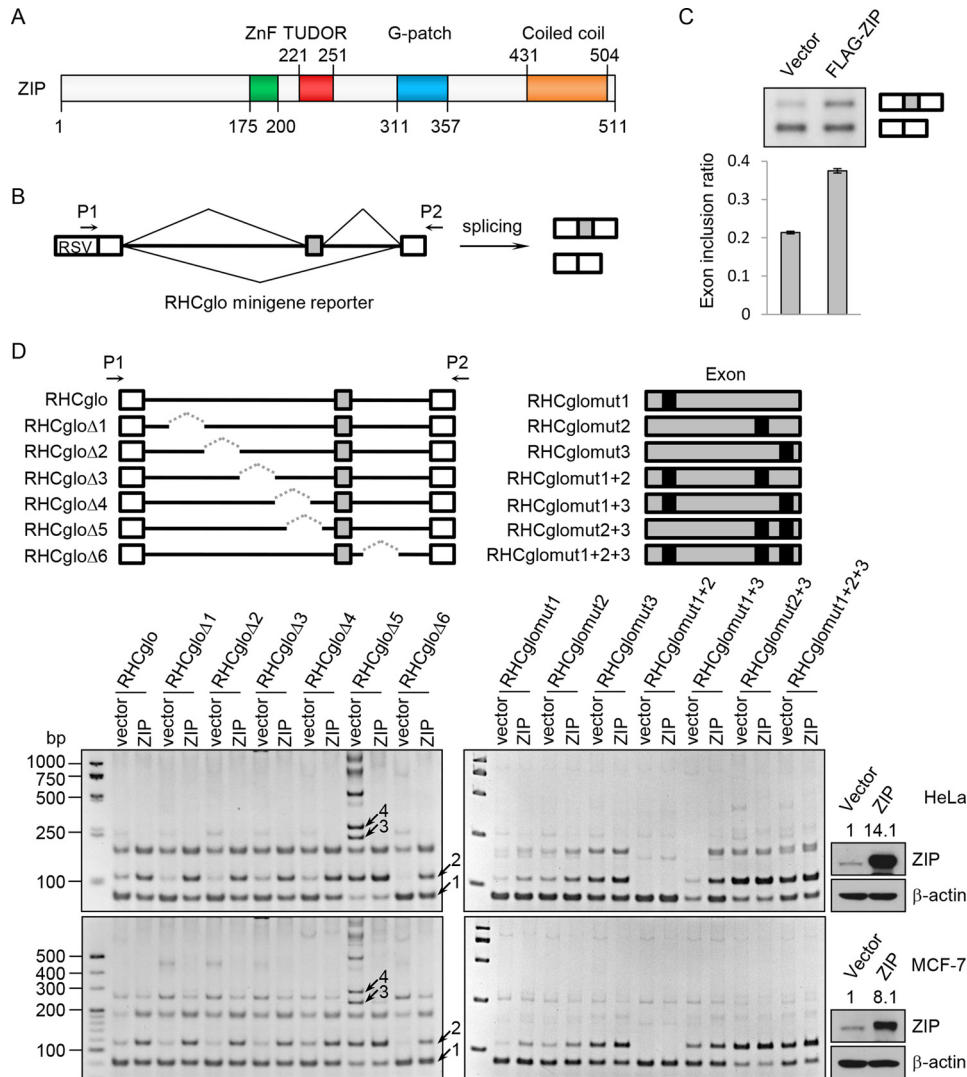 A
ZnF TUDOR G-patch Coiled coil
221 251 431 504
ZIP
1 175 200 311 357 511
B
P1 P2
RSV
splicing
RHCglo minigene reporter
C
Vector
FLAG-ZIP
Exon inclusion ratio
0.4
0.3
0.2
0.1
0
D
P1 P2
RHCglo
RHCgloΔ1
RHCgloΔ2
RHCgloΔ3
RHCgloΔ4
RHCgloΔ5
RHCgloΔ6
Exon
RHCglomut1
RHCglomut2
RHCglomut3
RHCglomut1+2
RHCglomut1+3
RHCglomut2+3
RHCglomut1+2+3
RHCglo
RHCgloΔ1
RHCgloΔ2
RHCgloΔ3
RHCgloΔ4
RHCgloΔ5
RHCgloΔ6
vector ZIP vector ZIP vector ZIP vector ZIP vector ZIP vector ZIP vector ZIP
RHCglomut1
RHCglomut2
RHCglomut3
RHCglomut1+2
RHCglomut1+3
RHCglomut2+3
RHCglomut1+2+3
vector ZIP vector ZIP vector ZIP vector ZIP vector ZIP vector ZIP vector ZIP
bp
1000
750
500
250
100
4
3
2
1
Vector ZIP
HeLa
1 14.1
ZIP
β-actin
500
400
300
200
100
4
3
2
1
Vector ZIP
MCF-7
1 8.1
ZIP
β-actin